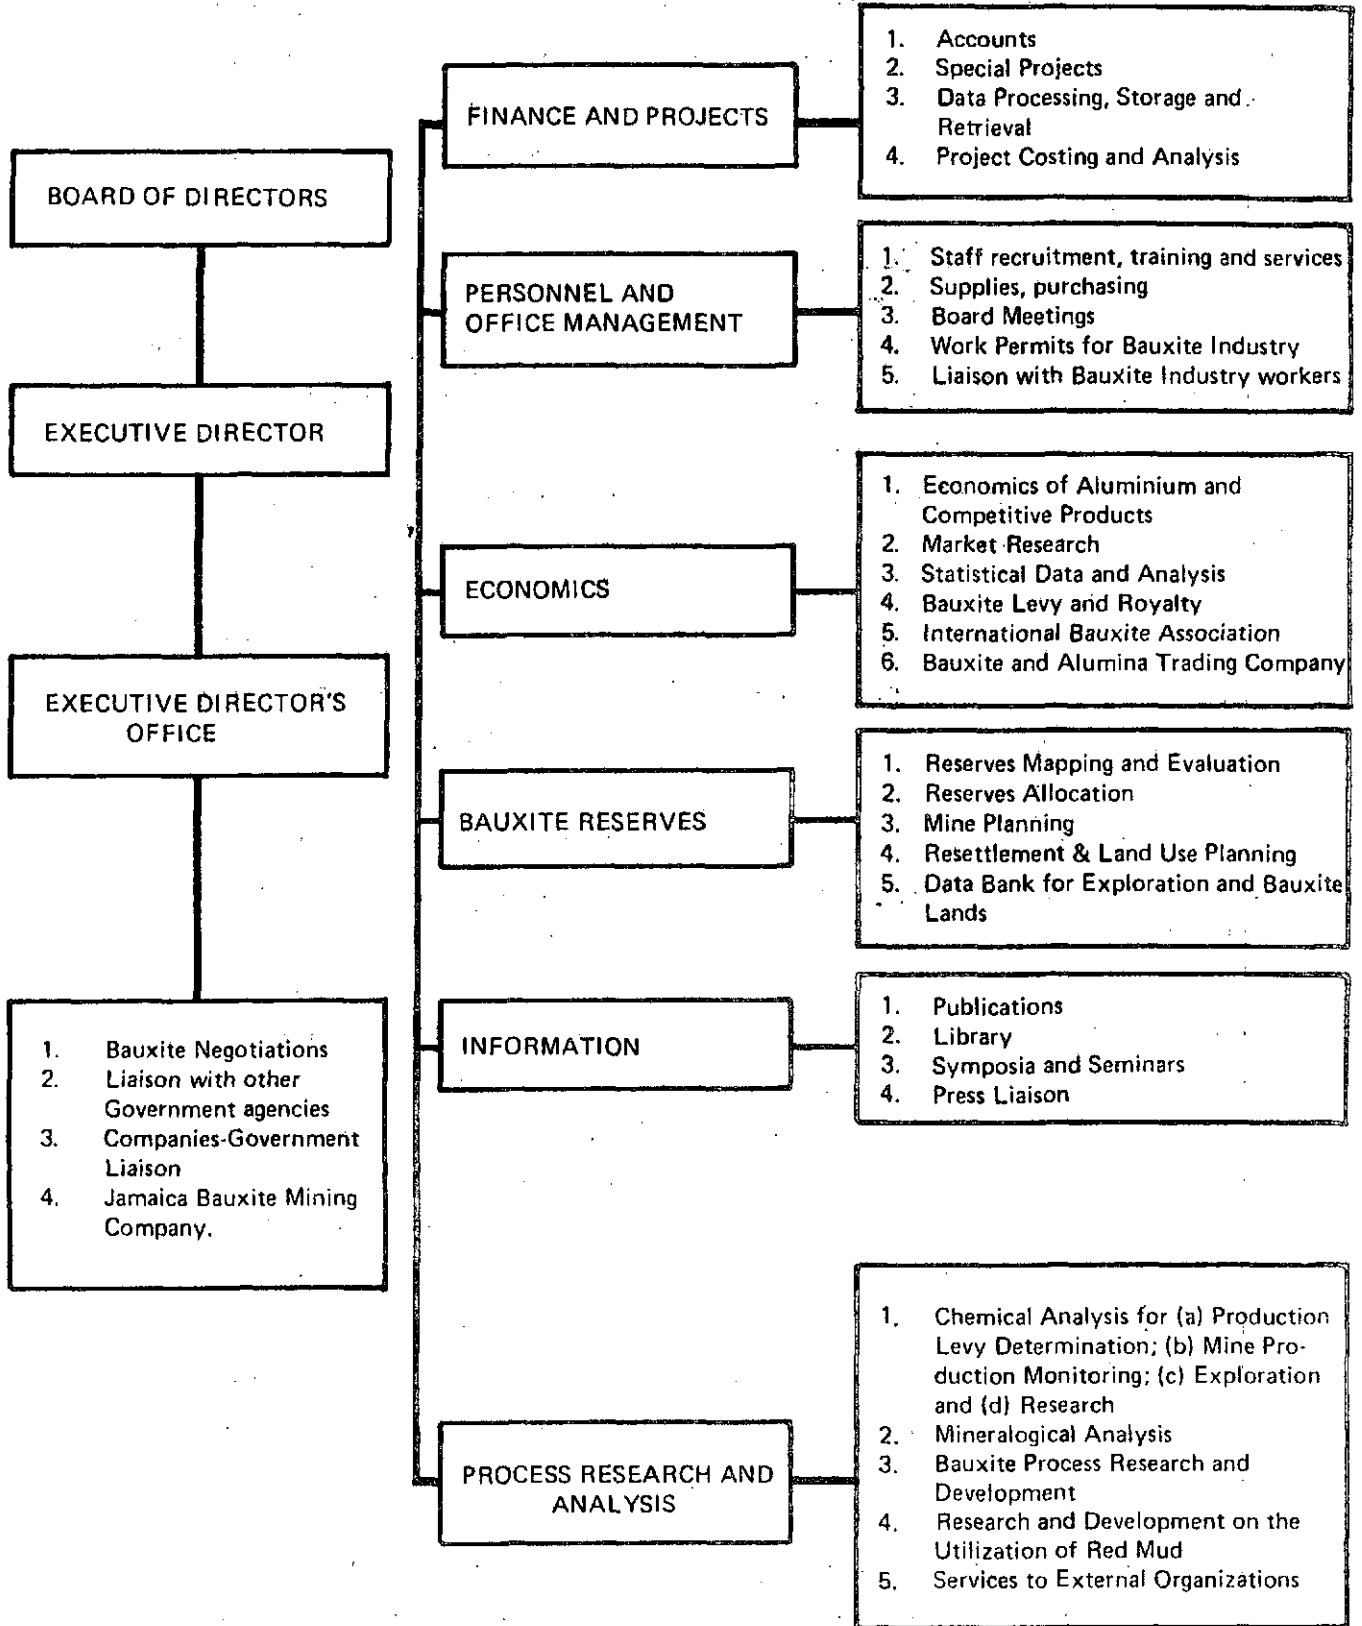 BOARD OF DIRECTORS
EXECUTIVE DIRECTOR
EXECUTIVE DIRECTOR'S
OFFICE
1. Bauxite Negotiations
2. Liaison with other
Government agencies
3. Companies-Government
Liaison
4. Jamaica Bauxite Mining
Company.
FINANCE AND PROJECTS
1. Accounts
2. Special Projects
3. Data Processing, Storage and
Retrieval
4. Project Costing and Analysis
PERSONNEL AND
OFFICE MANAGEMENT
1. Staff recruitment, training and services
2. Supplies, purchasing
3. Board Meetings
4. Work Permits for Bauxite Industry
5. Liaison with Bauxite Industry workers
ECONOMICS
1. Economics of Aluminium and
Competitive Products
2. Market Research
3. Statistical Data and Analysis
4. Bauxite Levy and Royalty
5. International Bauxite Association
6. Bauxite and Alumina Trading Company
BAUXITE RESERVES
1. Reserves Mapping and Evaluation
2. Reserves Allocation
3. Mine Planning
4. Resettlement & Land Use Planning
5. Data Bank for Exploration and Bauxite
Lands
INFORMATION
1. Publications
2. Library
3. Symposia and Seminars
4. Press Liaison
PROCESS RESEARCH AND
ANALYSIS
1. Chemical Analysis for (a) Production
Levy Determination; (b) Mine Pro-
duction Monitoring; (c) Exploration
and (d) Research
2. Mineralogical Analysis
3. Bauxite Process Research and
Development
4. Research and Development on the
Utilization of Red Mud
5. Services to External Organizations